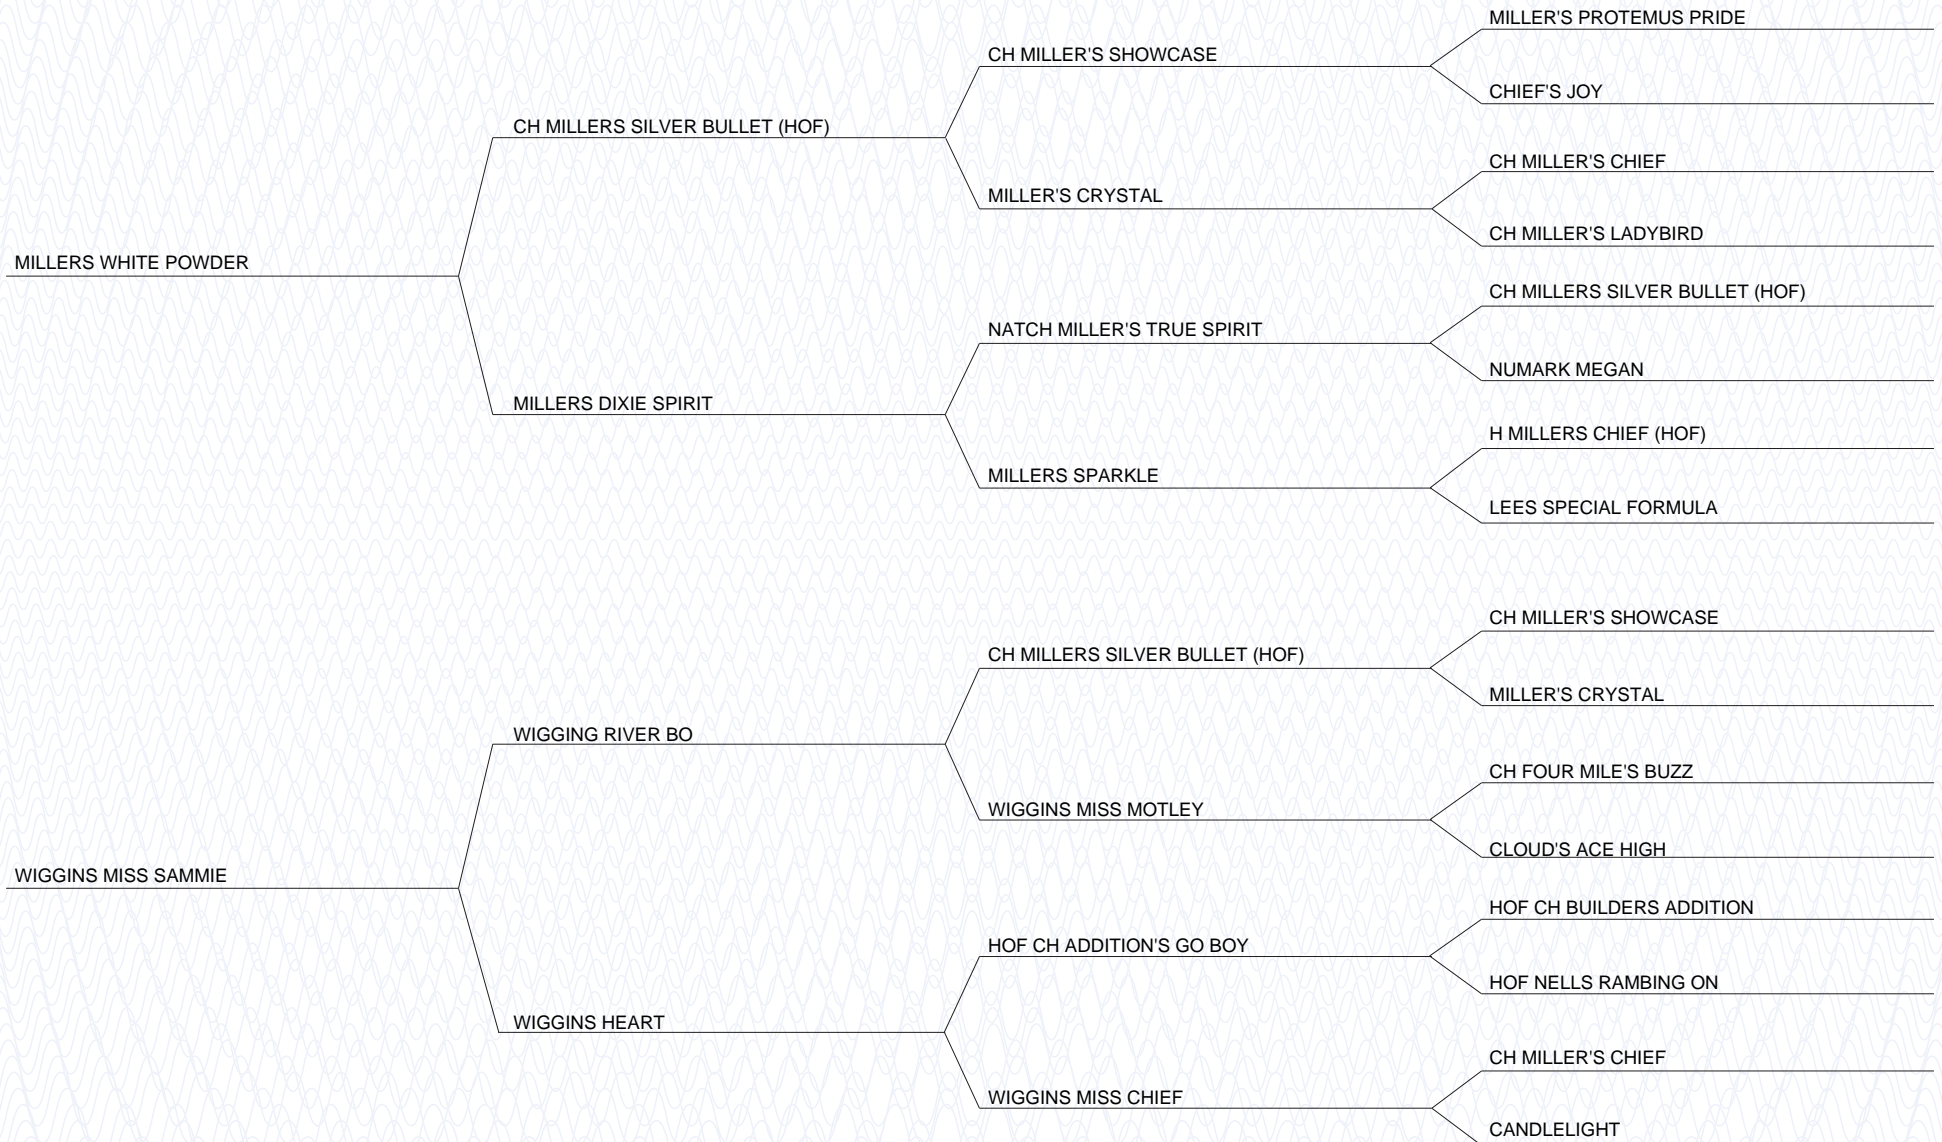 MILLER'S PROTEMUS PRIDE
CH MILLER'S SHOWCASE
CHIEF'S JOY
CH MILLERS SILVER BULLET (HOF)
CH MILLER'S CHIEF
MILLER'S CRYSTAL
CH MILLER'S LADYBIRD
MILLERS WHITE POWDER
CH MILLERS SILVER BULLET (HOF)
NATCH MILLER'S TRUE SPIRIT
NUMARK MEGAN
MILLERS DIXIE SPIRIT
H MILLERS CHIEF (HOF)
MILLERS SPARKLE
LEES SPECIAL FORMULA
CH MILLER'S SHOWCASE
CH MILLERS SILVER BULLET (HOF)
MILLER'S CRYSTAL
WIGGING RIVER BO
CH FOUR MILE'S BUZZ
WIGGINS MISS MOTLEY
CLOUD'S ACE HIGH
WIGGINS MISS SAMMIE
HOF CH BUILDERS ADDITION
HOF CH ADDITION'S GO BOY
HOF NELLS RAMBING ON
WIGGINS HEART
CH MILLER'S CHIEF
WIGGINS MISS CHIEF
CANDLELIGHT